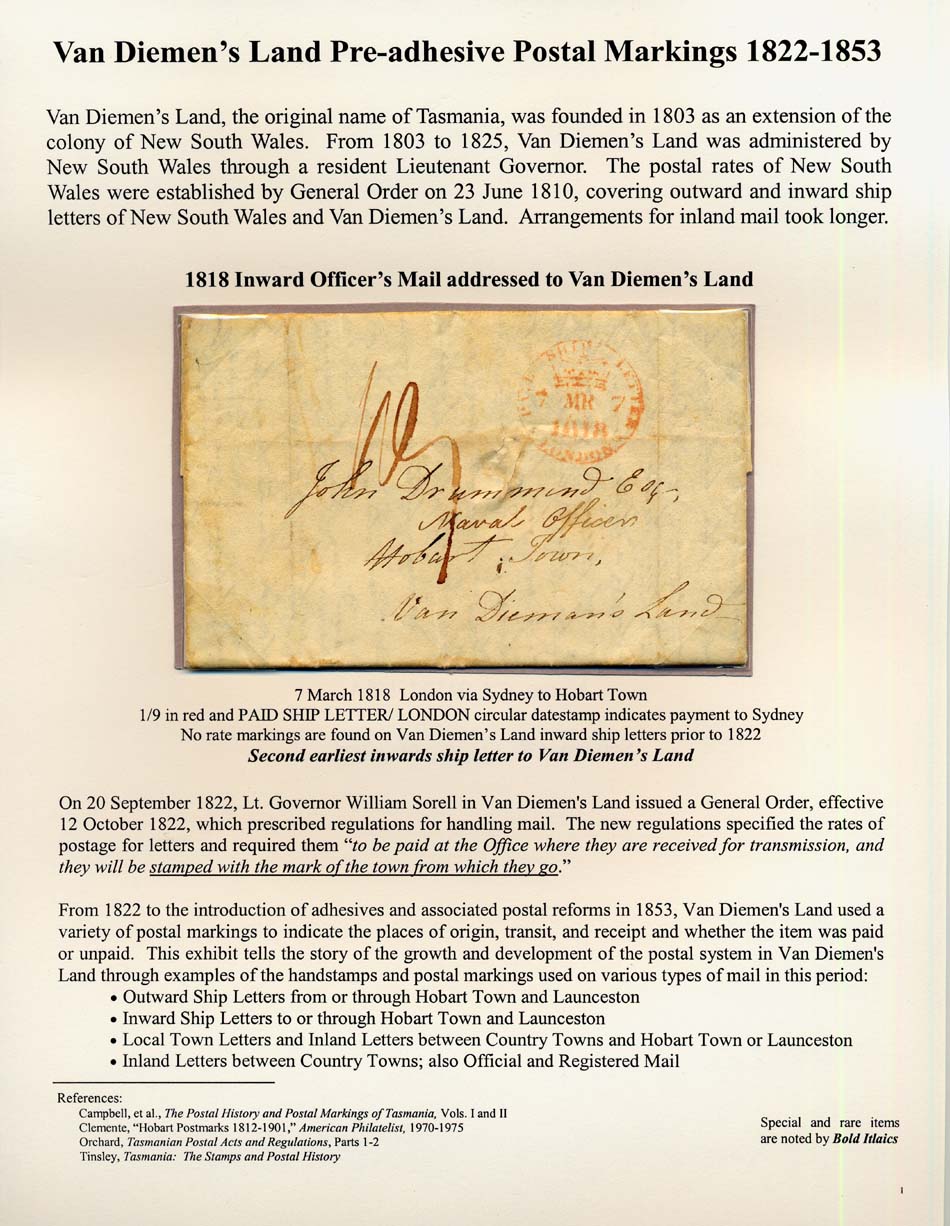 Van Diemen's Land Pre-adhesive Postal Markings 1822-1853
Van Diemen's Land, the original name of Tasmania, was founded in 1803 as an extension of the
colony of New South Wales. From 1803 to 1825, Van Diemen's Land was administered by
New South Wales through a resident Lieutenant Governor. The postal rates of New South
Wales were established by General Order on 23 June 1810, covering outward and inward ship
letters of New South Wales and Van Diemen's Land. Arrangements for inland mail took longer.
1818 Inward Officer's Mail addressed to Van Diemen's Land
SHIP LETTER
7 MR 7
1818
LONDON
John Drummond Esq.,
Naval Officer
Hobart Town,
Van Dieman's Land
7 March 1818 London via Sydney to Hobart Town
1/9 in red and PAID SHIP LETTER/ LONDON circular datestamp indicates payment to Sydney
No rate markings are found on Van Diemen's Land inward ship letters prior to 1822
Second earliest inwards ship letter to Van Diemen's Land
On 20 September 1822, Lt. Governor William Sorell in Van Diemen's Land issued a General Order, effective
12 October 1822, which prescribed regulations for handling mail. The new regulations specified the rates of
postage for letters and required them "to be paid at the Office where they are received for transmission, and
they will be stamped with the mark of the town from which they go."
From 1822 to the introduction of adhesives and associated postal reforms in 1853, Van Diemen's Land used a
variety of postal markings to indicate the places of origin, transit, and receipt and whether the item was paid
or unpaid. This exhibit tells the story of the growth and development of the postal system in Van Diemen's
Land through examples of the handstamps and postal markings used on various types of mail in this period:
• Outward Ship Letters from or through Hobart Town and Launceston
• Inward Ship Letters to or through Hobart Town and Launceston
• Local Town Letters and Inland Letters between Country Towns and Hobart Town or Launceston
• Inland Letters between Country Towns; also Official and Registered Mail
References:
Campbell, et al., The Postal History and Postal Markings of Tasmania, Vols. I and II
Clemente, "Hobart Postmarks 1812-1901," American Philatelist, 1970-1975
Orchard, Tasmanian Postal Acts and Regulations, Parts 1-2
Tinsley, Tasmania: The Stamps and Postal History
Special and rare items
are noted by Bold Itlaics
1